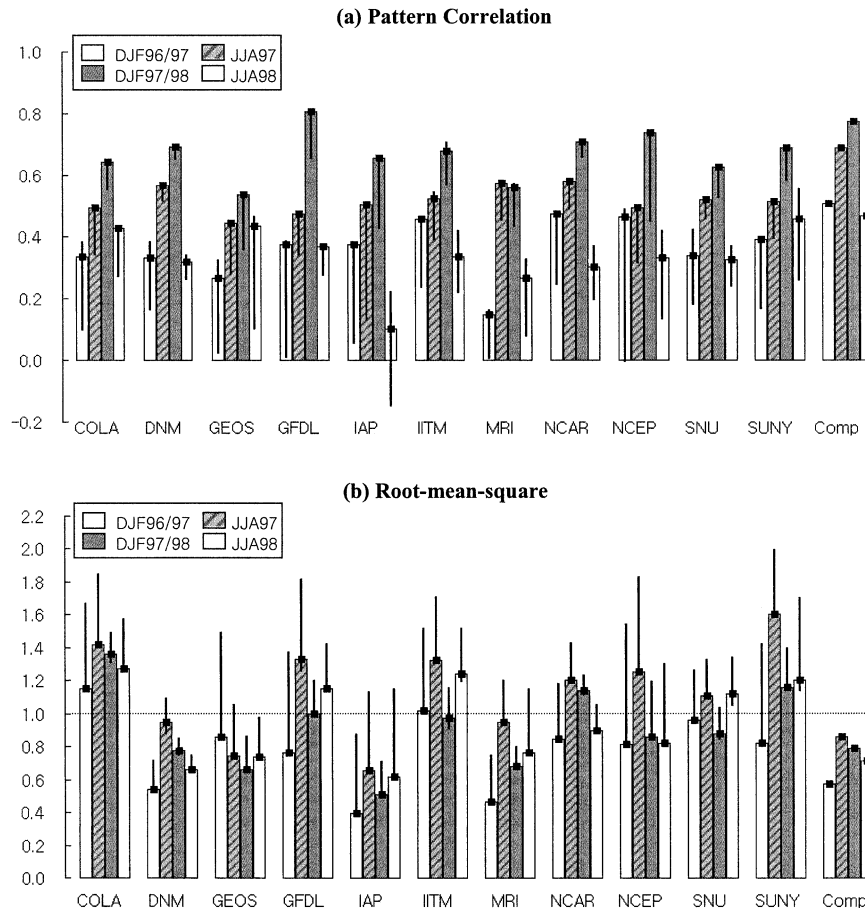 (a) Pattern Correlation
1.0
DJF96/97 JJA97
DJF97/98 JJA98
0.8
0.6
0.4
0.2
0.0
-0.2
COLA DNM GEOS GFDL IAP IITM MRI NCAR NCEP SNU SUNY Comp
(b) Root-mean-square
2.2
DJF96/97 JJA97
2.0
DJF97/98 JJA98
1.8
1.6
1.4
1.2
1.0
0.8
0.6
0.4
0.2
0.0
COLA DNM GEOS GFDL IAP IITM MRI NCAR NCEP SNU SUNY Comp